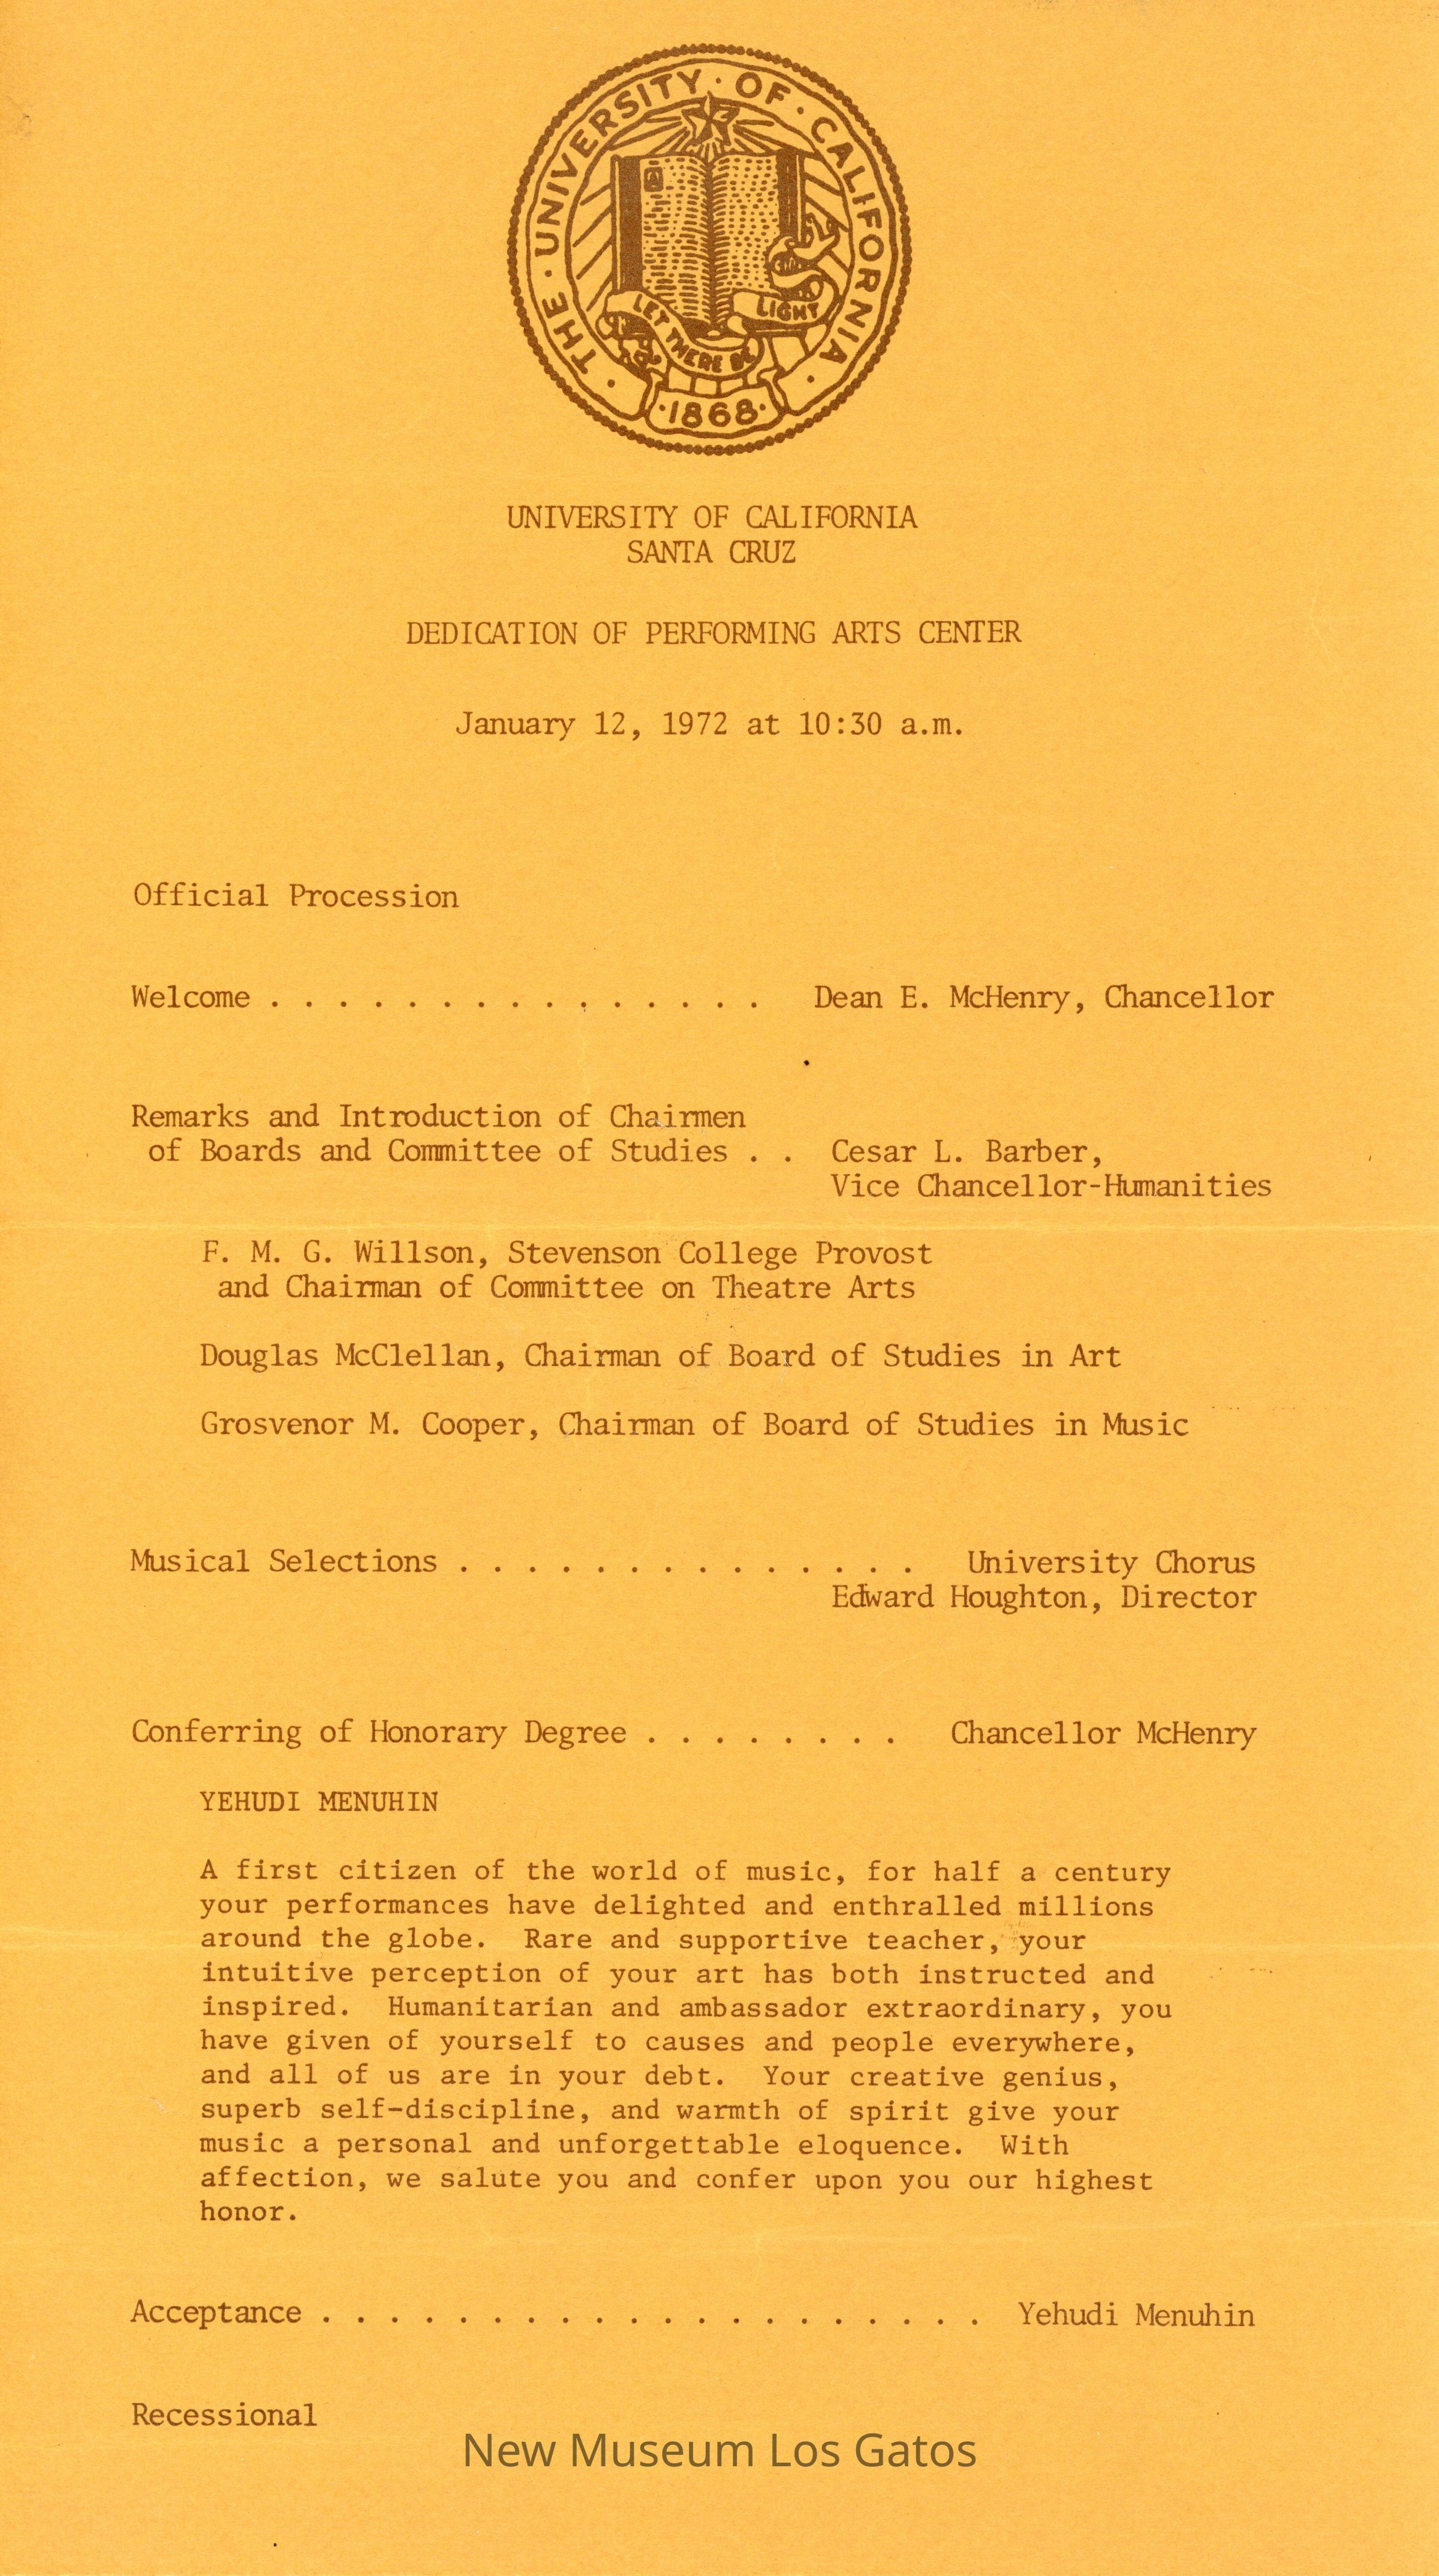 THE · UNIVERSITY · OF · CALIFORNIA ·
LET THERE BE LIGHT
· 1868 ·
UNIVERSITY OF CALIFORNIA
SANTA CRUZ
DEDICATION OF PERFORMING ARTS CENTER
January 12, 1972 at 10:30 a.m.
Official Procession
Welcome . . . . . . . . . . . . . . . Dean E. McHenry, Chancellor
Remarks and Introduction of Chairmen
of Boards and Committee of Studies . . Cesar L. Barber,
Vice Chancellor-Humanities
F. M. G. Willson, Stevenson College Provost
and Chairman of Committee on Theatre Arts
Douglas McClellan, Chairman of Board of Studies in Art
Grosvenor M. Cooper, Chairman of Board of Studies in Music
Musical Selections . . . . . . . . . . . . . . University Chorus
Edward Houghton, Director
Conferring of Honorary Degree . . . . . . . . Chancellor McHenry
YEHUDI MENUHIN
A first citizen of the world of music, for half a century
your performances have delighted and enthralled millions
around the globe. Rare and supportive teacher, your
intuitive perception of your art has both instructed and
inspired. Humanitarian and ambassador extraordinary, you
have given of yourself to causes and people everywhere,
and all of us are in your debt. Your creative genius,
superb self-discipline, and warmth of spirit give your
music a personal and unforgettable eloquence. With
affection, we salute you and confer upon you our highest
honor.
Acceptance . . . . . . . . . . . . . . . . . . . . Yehudi Menuhin
Recessional
New Museum Los Gatos